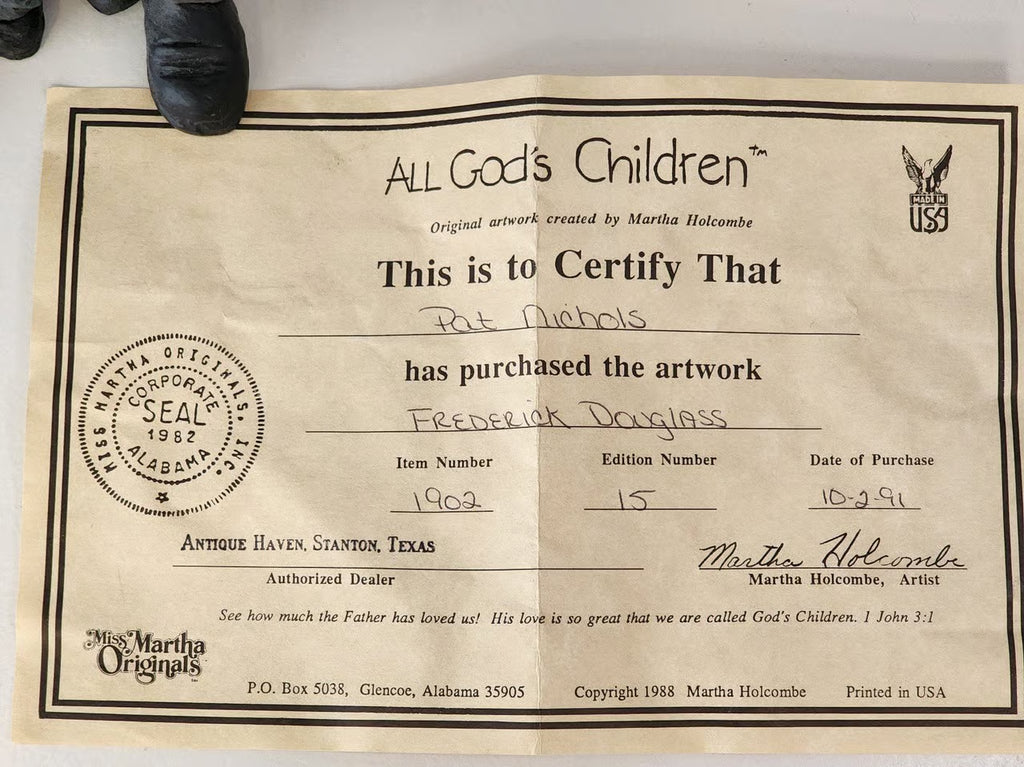 ALL God's Children™
Original artwork created by Martha Holcombe
MADE IN
USA
This is to Certify That
Pat Nichols
has purchased the artwork
FREDERICK Douglass
MISS MARTHA ORIGINALS, INC.
CORPORATE
SEAL
1982
ALABAMA
Item Number Edition Number Date of Purchase
1902 15 10-2-91
ANTIQUE HAVEN, STANTON, TEXAS
Martha Holcombe
Authorized Dealer Martha Holcombe, Artist
See how much the Father has loved us! His love is so great that we are called God's Children. 1 John 3:1
Miss Martha
Originals
P.O. Box 5038, Glencoe, Alabama 35905 Copyright 1988 Martha Holcombe Printed in USA